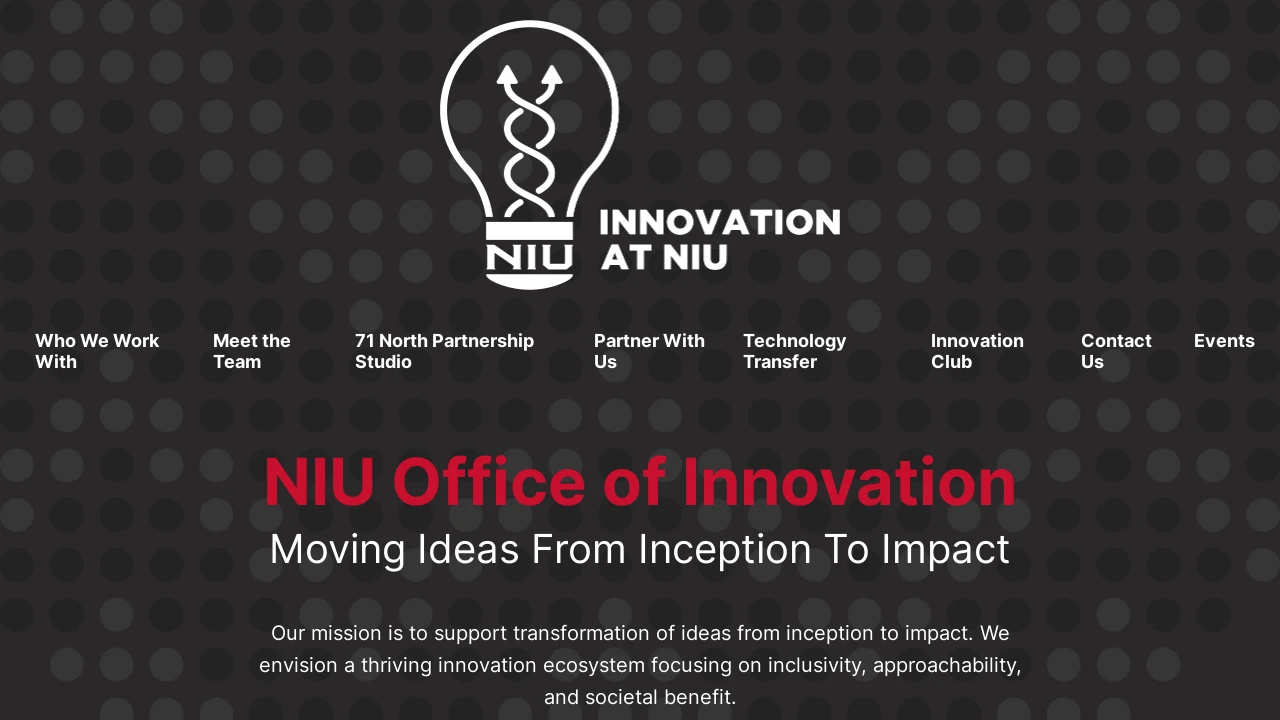 INNOVATION
AT NIU
NIU
Who We Work
With
Meet the
Team
71 North Partnership
Studio
Partner With
Us
Technology
Transfer
Innovation
Club
Contact
Us
Events
NIU Office of Innovation
Moving Ideas From Inception To Impact
Our mission is to support transformation of ideas from inception to impact. We
envision a thriving innovation ecosystem focusing on inclusivity, approachability,
and societal benefit.